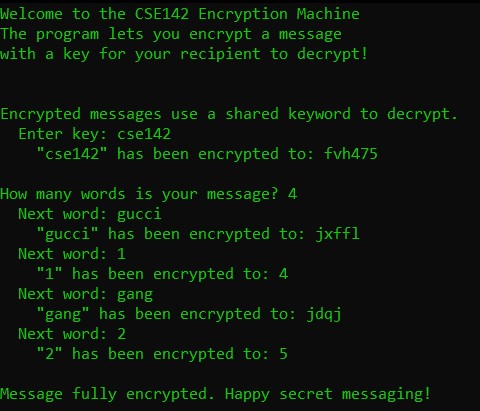 Welcome to the CSE142 Encryption Machine
The program lets you encrypt a message
with a key for your recipient to decrypt!
Encrypted messages use a shared keyword to decrypt.
Enter key: cse142
"cse142" has been encrypted to: fvh475
How many words is your message? 4
Next word: gucci
"gucci" has been encrypted to: jxffl
Next word: 1
"1" has been encrypted to: 4
Next word: gang
"gang" has been encrypted to: jdqj
Next word: 2
"2" has been encrypted to: 5
Message fully encrypted. Happy secret messaging!